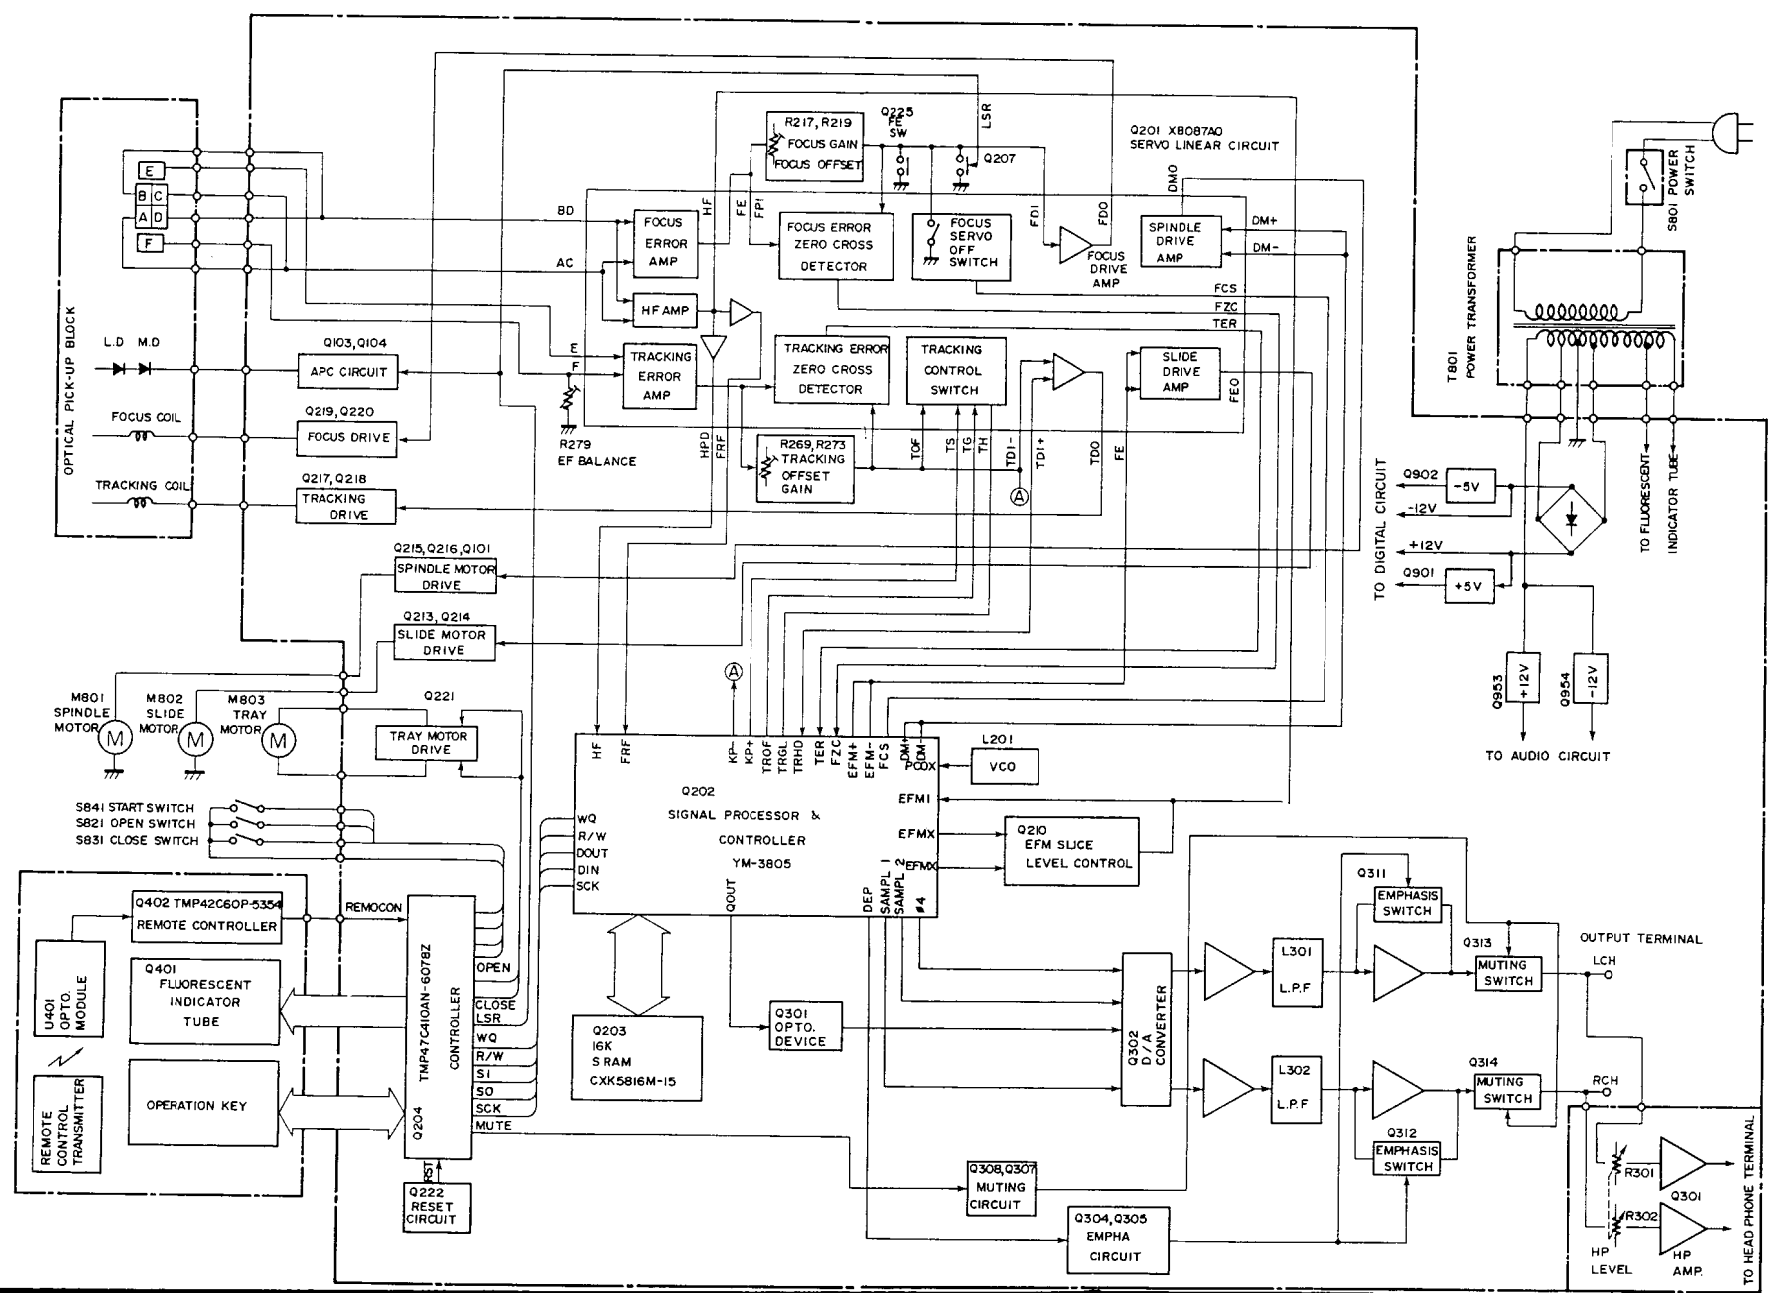 OPTICAL PICK-UP BLOCK
E
B C
A D
F
L.D M.D
FOCUS COIL
TRACKING COIL
Q103, Q104
APC CIRCUIT
Q219, Q220
FOCUS DRIVE
Q217, Q218
TRACKING
DRIVE
Q215, Q216, Q101
SPINDLE MOTOR
DRIVE
Q213, Q214
SLIDE MOTOR
DRIVE
BD
AC
FOCUS
ERROR
AMP
HF AMP
E
F
TRACKING
ERROR
AMP
R279
EF BALANCE
HF
FE
FPI
HPD
FRF
R217, R219
FOCUS GAIN
FOCUS OFFSET
Q225
FE
SW
Q207
LSR
FOCUS ERROR
ZERO CROSS
DETECTOR
FOCUS
SERVO
OFF
SWITCH
FDI
FDO
FOCUS
DRIVE
AMP
Q201 X8087A0
SERVO LINEAR CIRCUIT
DMO
SPINDLE
DRIVE
AMP
DM+
DM-
FCS
FZC
TER
TRACKING ERROR
ZERO CROSS
DETECTOR
TRACKING
CONTROL
SWITCH
R269, R273
TRACKING
OFFSET
GAIN
TOF
TS
TG
TH
TDI-
TDI+
TDO
FE
A
SLIDE
DRIVE
AMP
FEO
S801 POWER
SWITCH
T801
POWER TRANSFORMER
TO FLUORESCENT
INDICATOR TUBE
TO DIGITAL CIRCUIT
Q902
-5V
-12V
+12V
Q901
+5V
Q953
+12V
Q954
-12V
TO AUDIO CIRCUIT
M801
SPINDLE
MOTOR
M
M802
SLIDE
MOTOR
M
M803
TRAY
MOTOR
M
Q221
TRAY MOTOR
DRIVE
S841 START SWITCH
S821 OPEN SWITCH
S831 CLOSE SWITCH
A
HF
FRF
KP-
KP+
TROF
TRGL
TRHD
TER
FZC
EFM+
EFM-
FCS
DM+
DM-
PCOX
L201
VCO
Q202
SIGNAL PROCESSOR &
CONTROLLER
YM-3805
WQ
R/W
DOUT
DIN
SCK
EFMI
EFMX
EFMX
Q210
EFM SLICE
LEVEL CONTROL
QOUT
DEP
SAMPL 1
SAMPL 2
#4
Q402 TMP42C60P-5354
REMOTE CONTROLLER
REMOCON
U401
OPTO.
MODULE
Q401
FLUORESCENT
INDICATOR
TUBE
REMOTE
CONTROL
TRANSMITTER
OPERATION KEY
Q204
TMP47C410AN-6078Z
CONTROLLER
OPEN
CLOSE
LSR
WQ
R/W
SI
SO
SCK
MUTE
RST
Q222
RESET
CIRCUIT
Q203
16K
S RAM
CXK5816M-15
Q301
OPTO.
DEVICE
Q302
D/A
CONVERTER
L301
L.P.F
L302
L.P.F
Q311
EMPHASIS
SWITCH
Q313
MUTING
SWITCH
OUTPUT TERMINAL
LCH
Q314
MUTING
SWITCH
RCH
Q312
EMPHASIS
SWITCH
Q308, Q307
MUTING
CIRCUIT
Q304, Q305
EMPHA
CIRCUIT
R301
R302
Q301
HP
LEVEL
HP
AMP.
TO HEAD PHONE TERMINAL